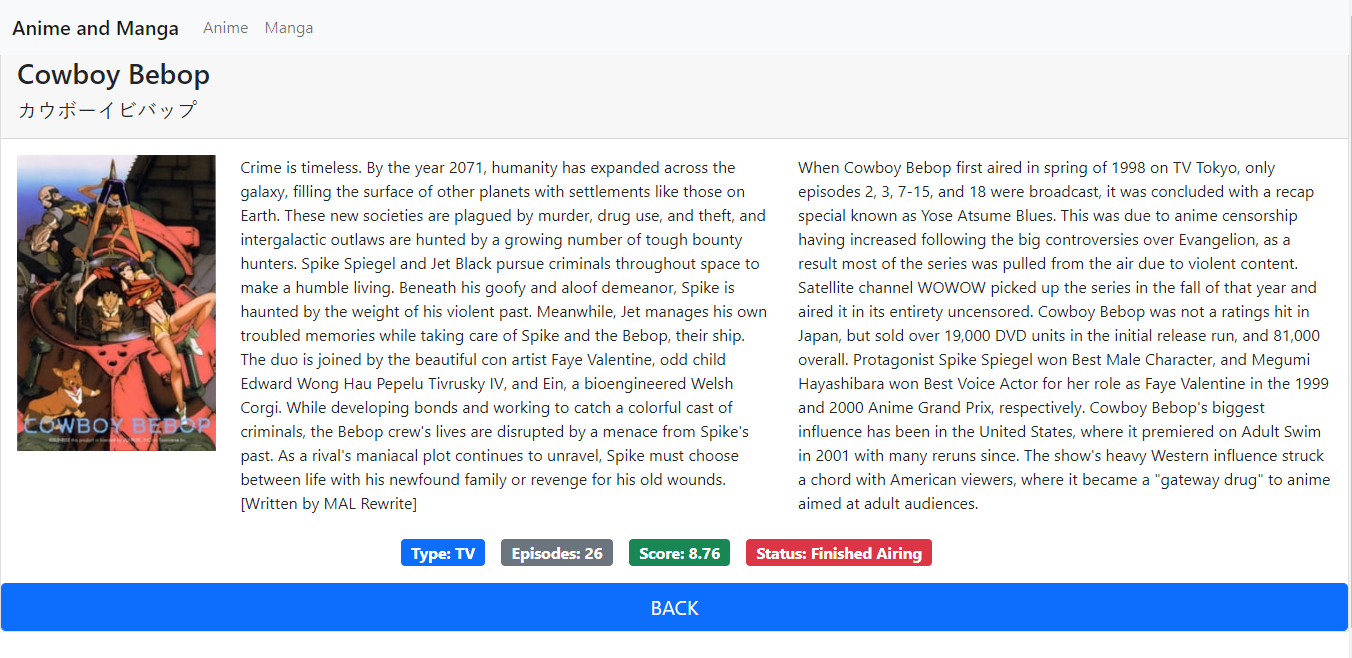 Anime and Manga Anime Manga
Cowboy Bebop
カウボーイビバップ
Crime is timeless. By the year 2071, humanity has expanded across the
galaxy, filling the surface of other planets with settlements like those on
Earth. These new societies are plagued by murder, drug use, and theft, and
intergalactic outlaws are hunted by a growing number of tough bounty
hunters. Spike Spiegel and Jet Black pursue criminals throughout space to
make a humble living. Beneath his goofy and aloof demeanor, Spike is
haunted by the weight of his violent past. Meanwhile, Jet manages his own
troubled memories while taking care of Spike and the Bebop, their ship.
The duo is joined by the beautiful con artist Faye Valentine, odd child
Edward Wong Hau Pepelu Tivrusky IV, and Ein, a bioengineered Welsh
Corgi. While developing bonds and working to catch a colorful cast of
criminals, the Bebop crew's lives are disrupted by a menace from Spike's
past. As a rival's maniacal plot continues to unravel, Spike must choose
between life with his newfound family or revenge for his old wounds.
[Written by MAL Rewrite]
When Cowboy Bebop first aired in spring of 1998 on TV Tokyo, only
episodes 2, 3, 7-15, and 18 were broadcast, it was concluded with a recap
special known as Yose Atsume Blues. This was due to anime censorship
having increased following the big controversies over Evangelion, as a
result most of the series was pulled from the air due to violent content.
Satellite channel WOWOW picked up the series in the fall of that year and
aired it in its entirety uncensored. Cowboy Bebop was not a ratings hit in
Japan, but sold over 19,000 DVD units in the initial release run, and 81,000
overall. Protagonist Spike Spiegel won Best Male Character, and Megumi
Hayashibara won Best Voice Actor for her role as Faye Valentine in the 1999
and 2000 Anime Grand Prix, respectively. Cowboy Bebop's biggest
influence has been in the United States, where it premiered on Adult Swim
in 2001 with many reruns since. The show's heavy Western influence struck
a chord with American viewers, where it became a "gateway drug" to anime
aimed at adult audiences.
COWBOY BEBOP
Type: TV Episodes: 26 Score: 8.76 Status: Finished Airing
BACK